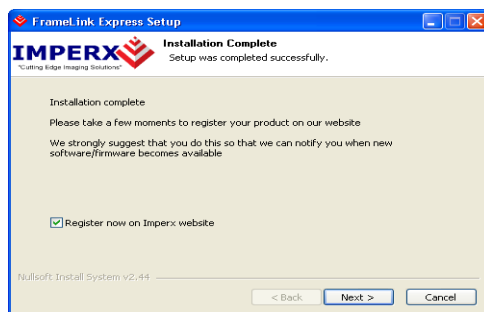 FrameLink Express Setup
Installation Complete
Setup was completed successfully.
IMPERX
"Cutting Edge Imaging Solutions"
Installation complete
Please take a few moments to register your product on our website
We strongly suggest that you do this so that we can notify you when new
software/firmware becomes available
Register now on Imperx website
Nullsoft Install System v2.44
< Back
Next >
Cancel